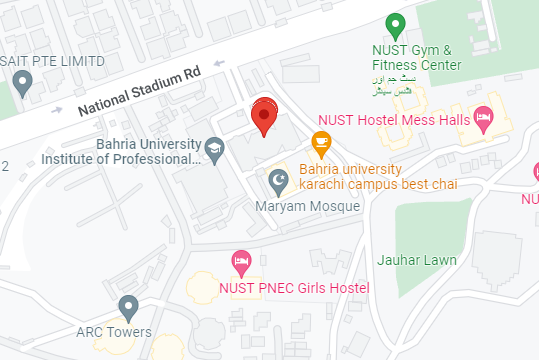 SAIT PTE LIMITD
National Stadium Rd
NUST Gym &
Fitness Center
نسٹ جم اور
فٹنس سینٹر
NUST Hostel Mess Halls
Bahria University
Institute of Professional...
Bahria university
karachi campus best chai
2
Maryam Mosque
NU
Jauhar Lawn
NUST PNEC Girls Hostel
ARC Towers